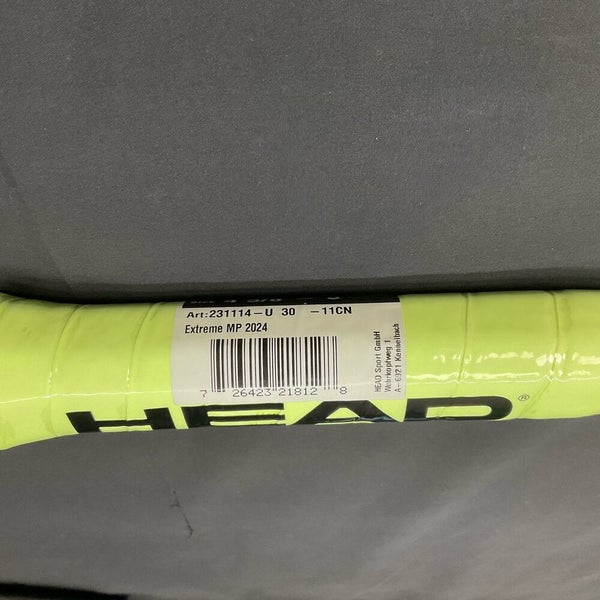 Art:231114-U 30 -11CN
Extreme MP 2024
7 26423 21812 8
HEAD Sport GmbH
Wuhrkopfweg 1
A-6921 Kennelbach
HEAD®